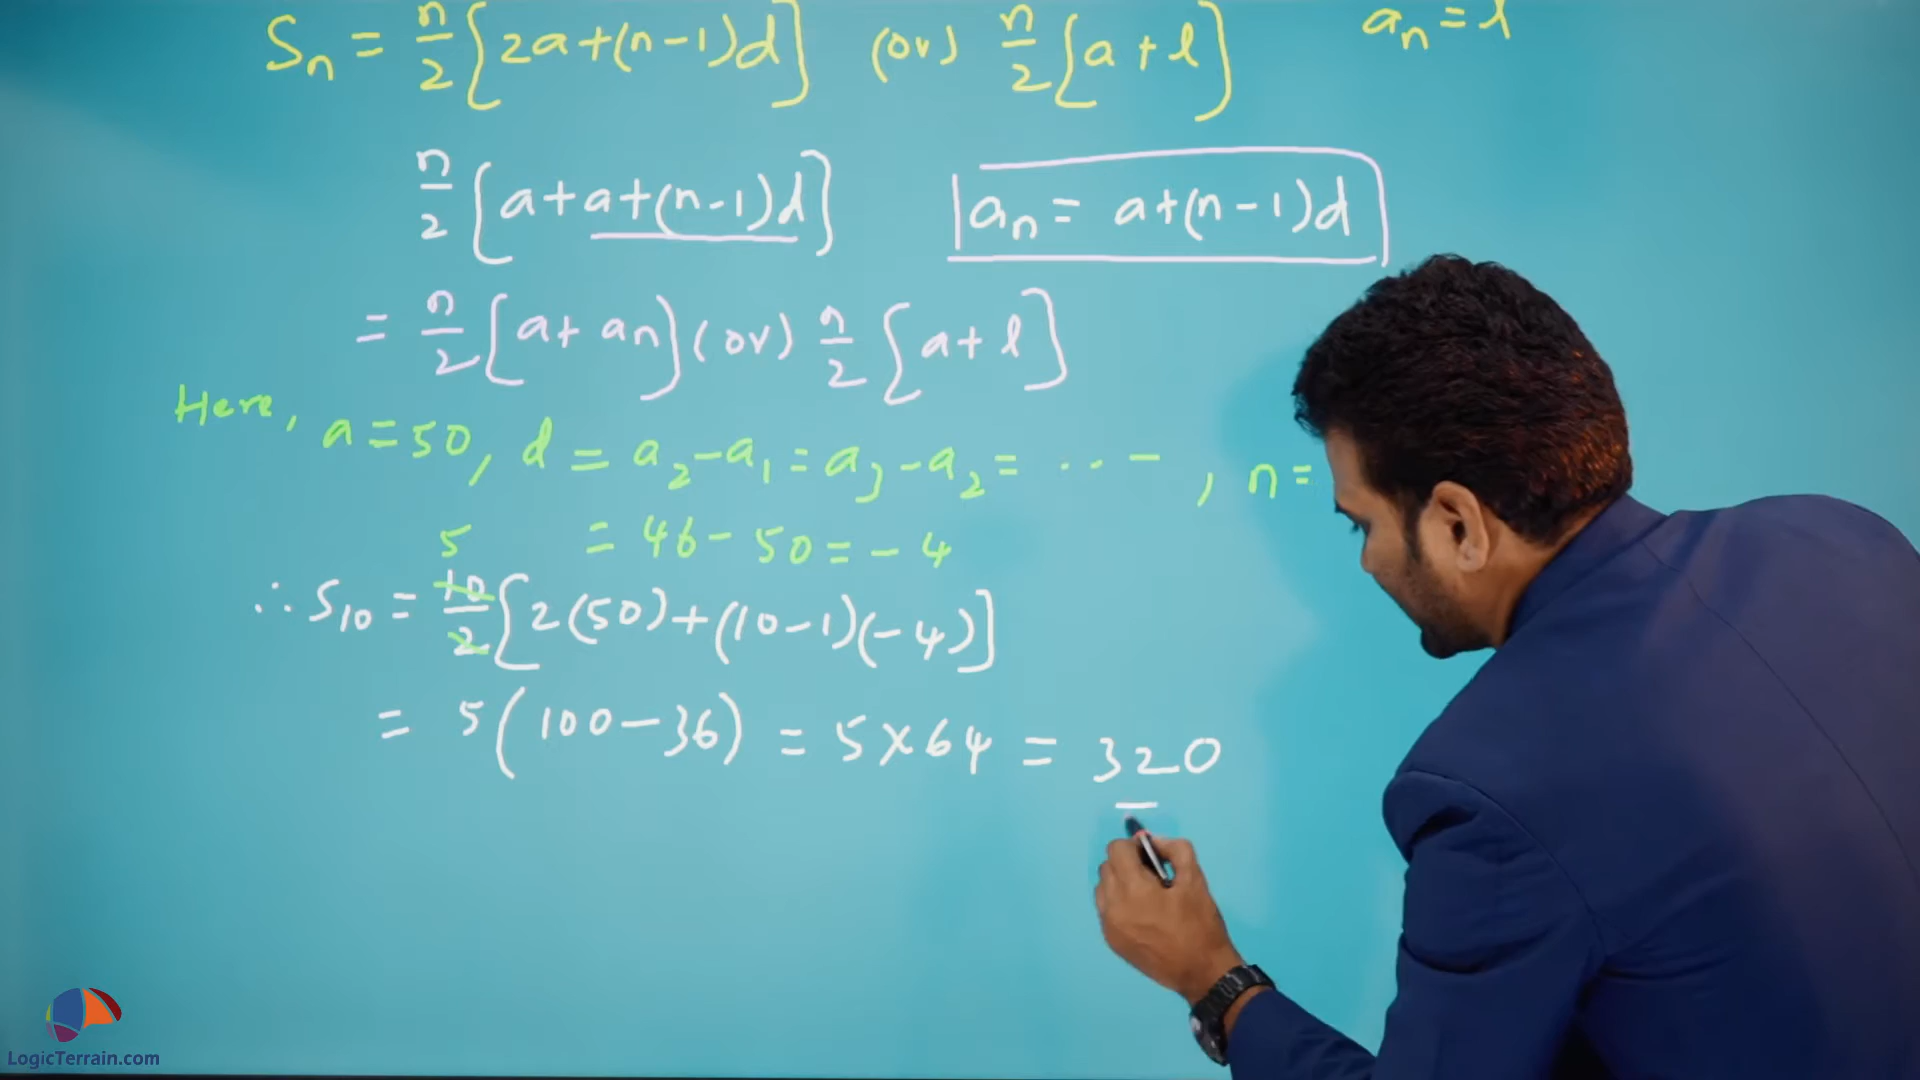 Sn = n/2 [2a+(n-1)d] (or) n/2 [a+l] an = l
n/2 [a+a+(n-1)d] an = a+(n-1)d
= n/2 [a+an] (or) n/2 [a+l]
Here, a=50, d = a2-a1 = a3-a2 = ..- , n=
= 46-50 = -4
5
∴ S10 = 10/2 [2(50)+(10-1)(-4)]
= 5(100-36) = 5×64 = 320
LogicTerrain.com